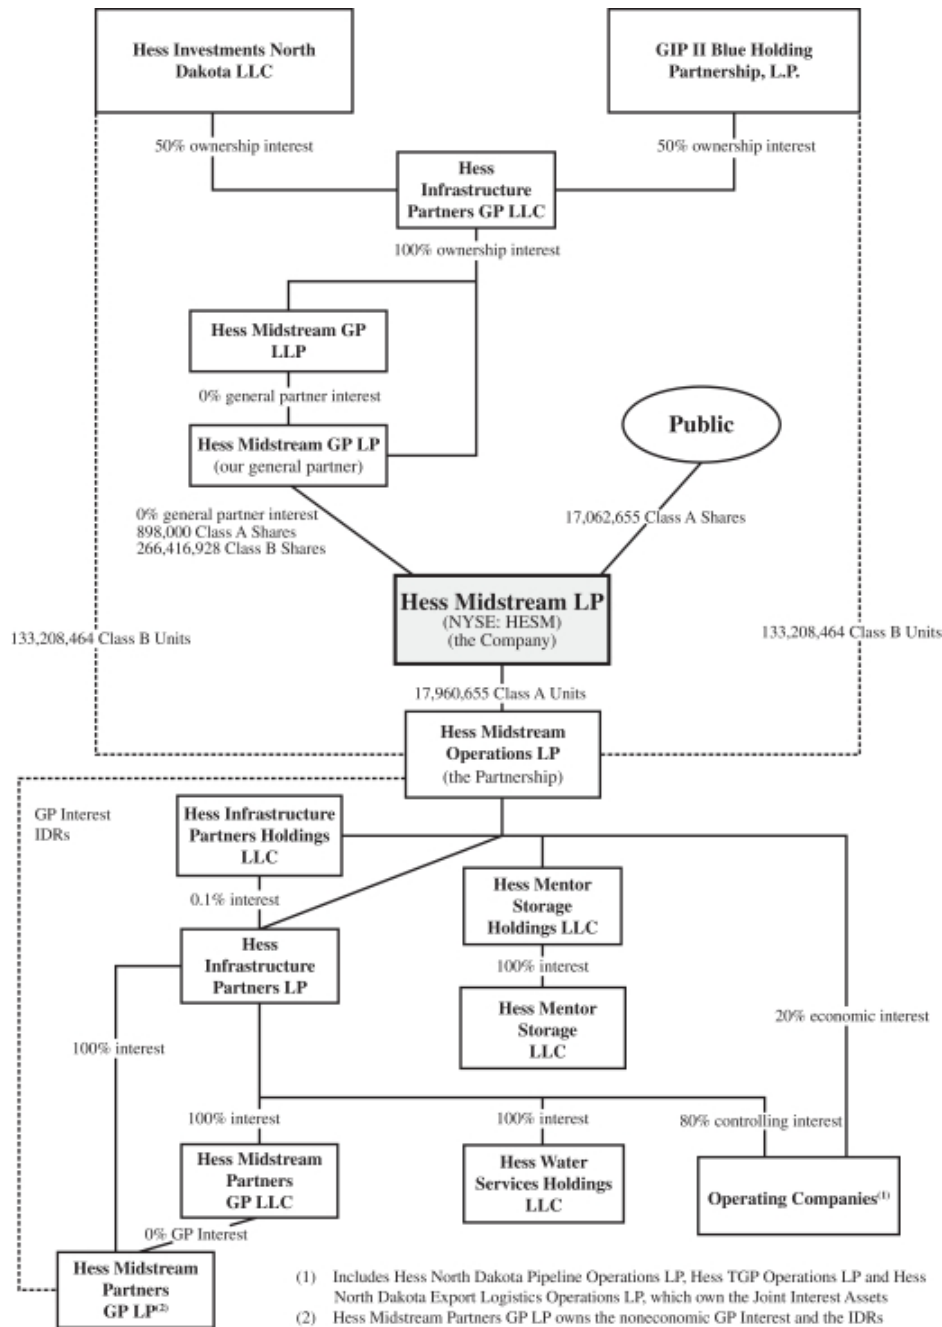 Hess Investments North
Dakota LLC
GIP II Blue Holding
Partnership, L.P.
50% ownership interest
50% ownership interest
Hess
Infrastructure
Partners GP LLC
100% ownership interest
Hess Midstream GP
LLP
0% general partner interest
Hess Midstream GP LP
(our general partner)
Public
0% general partner interest
898,000 Class A Shares
266,416,928 Class B Shares
17,062,655 Class A Shares
Hess Midstream LP
(NYSE: HESM)
(the Company)
133,208,464 Class B Units
133,208,464 Class B Units
17,960,655 Class A Units
Hess Midstream
Operations LP
(the Partnership)
GP Interest
IDRs
Hess Infrastructure
Partners Holdings
LLC
0.1% interest
Hess Mentor
Storage
Holdings LLC
Hess
Infrastructure
Partners LP
100% interest
Hess Mentor
Storage
LLC
20% economic interest
100% interest
100% interest
100% interest
80% controlling interest
Hess Midstream
Partners
GP LLC
Hess Water
Services Holdings
LLC
Operating Companies(1)
0% GP Interest
Hess Midstream
Partners
GP LP(2)
(1) Includes Hess North Dakota Pipeline Operations LP, Hess TGP Operations LP and Hess
North Dakota Export Logistics Operations LP, which own the Joint Interest Assets
(2) Hess Midstream Partners GP LP owns the noneconomic GP Interest and the IDRs